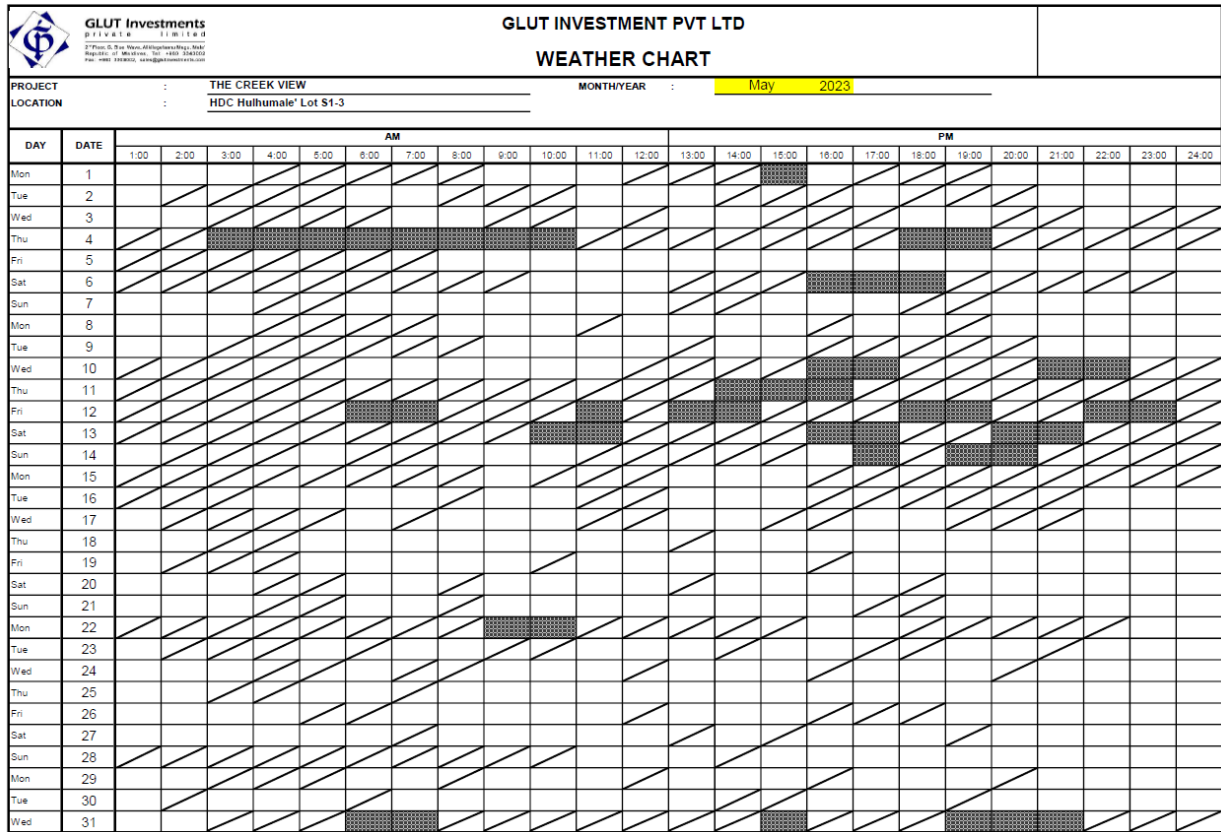 GLUT Investments
private limited
GLUT INVESTMENT PVT LTD
WEATHER CHART
PROJECT : THE CREEK VIEW MONTH/YEAR : May 2023
LOCATION : HDC Hulhumale' Lot S1-3
DAY DATE AM PM
1:00 2:00 3:00 4:00 5:00 6:00 7:00 8:00 9:00 10:00 11:00 12:00 13:00 14:00 15:00 16:00 17:00 18:00 19:00 20:00 21:00 22:00 23:00 24:00
Mon 1
Tue 2
Wed 3
Thu 4
Fri 5
Sat 6
Sun 7
Mon 8
Tue 9
Wed 10
Thu 11
Fri 12
Sat 13
Sun 14
Mon 15
Tue 16
Wed 17
Thu 18
Fri 19
Sat 20
Sun 21
Mon 22
Tue 23
Wed 24
Thu 25
Fri 26
Sat 27
Sun 28
Mon 29
Tue 30
Wed 31